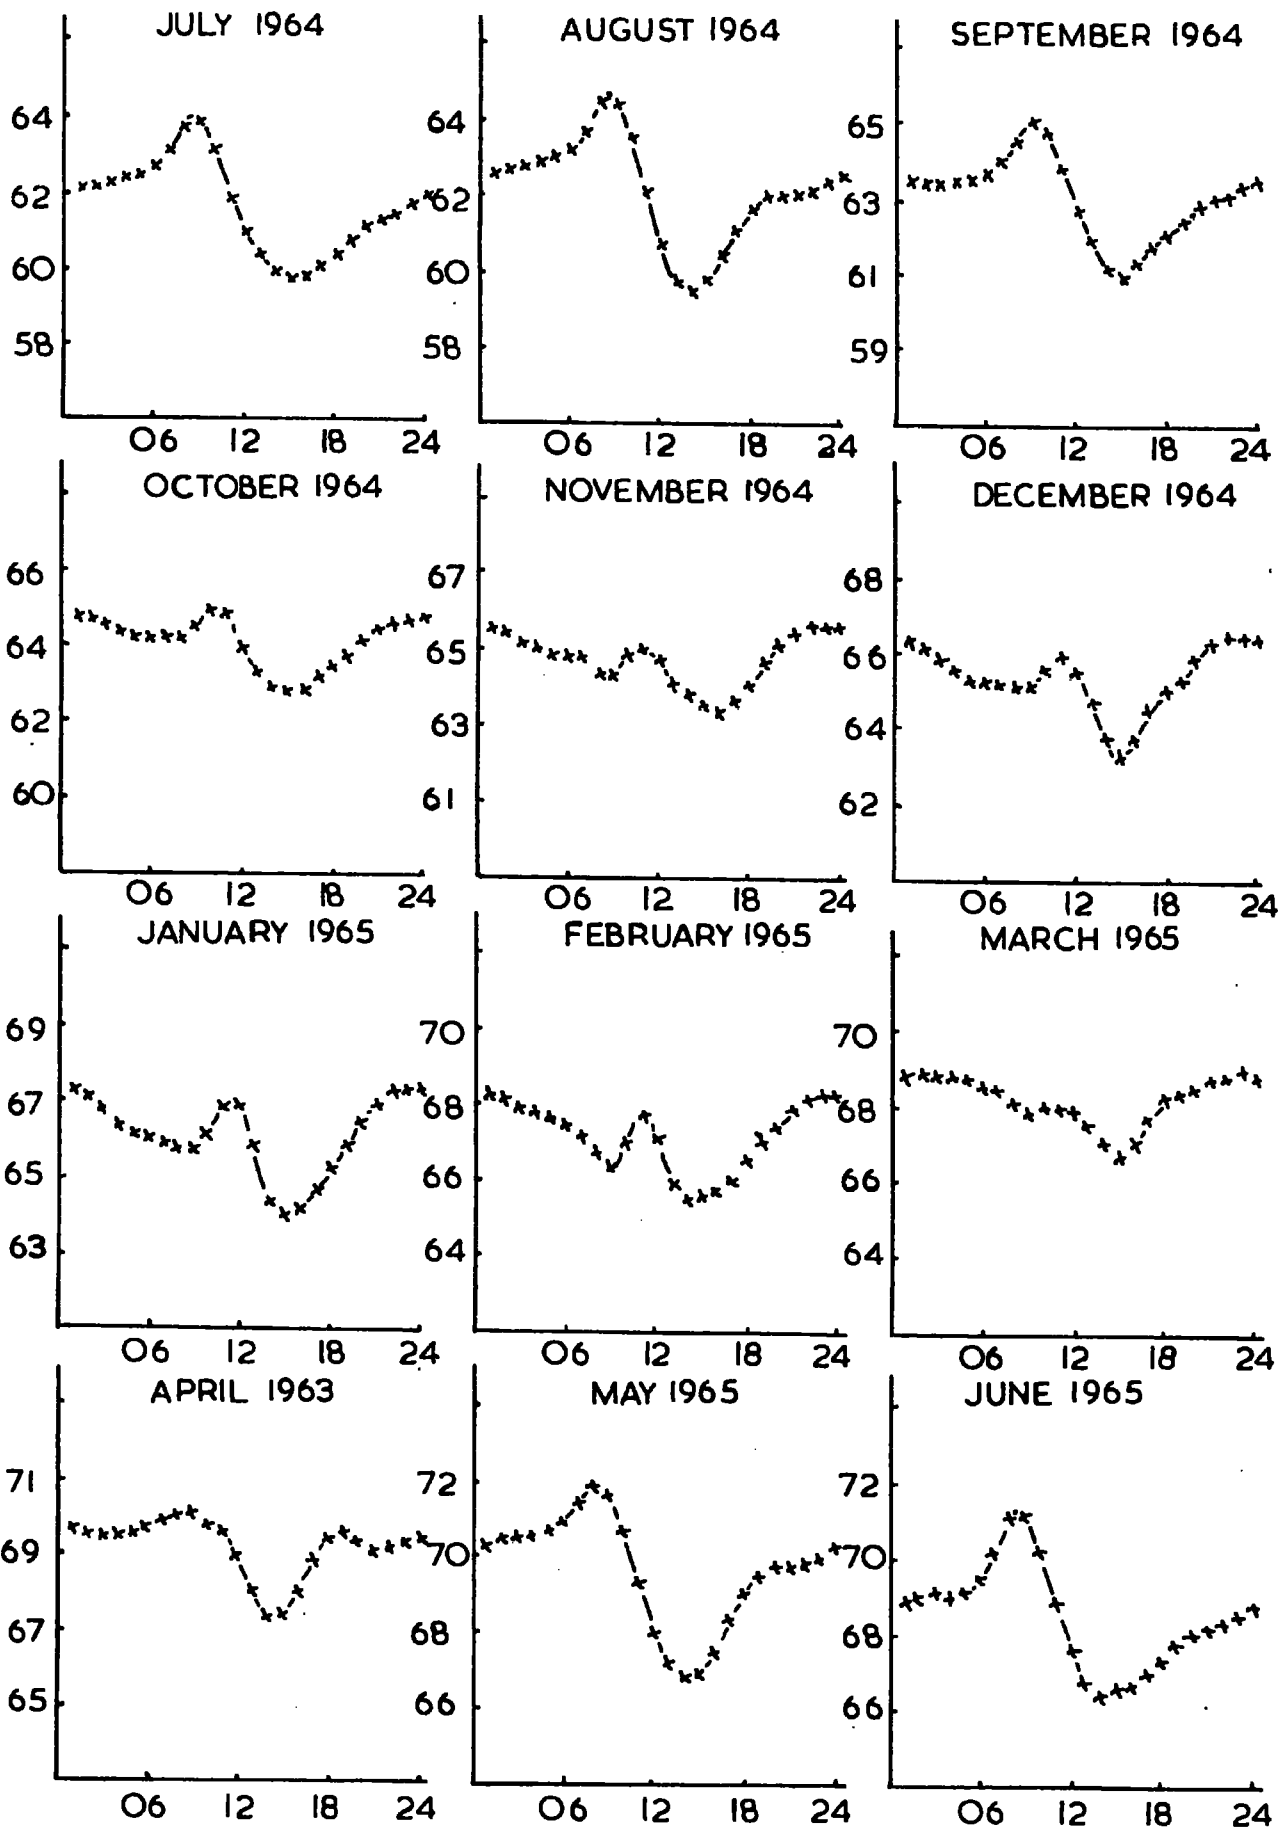 JULY 1964
64
62
60
58
06 12 18 24
AUGUST 1964
64
62
60
58
06 12 18 24
SEPTEMBER 1964
65
63
61
59
06 12 18 24
OCTOBER 1964
66
64
62
60
06 12 18 24
NOVEMBER 1964
67
65
63
61
06 12 18 24
DECEMBER 1964
68
66
64
62
06 12 18 24
JANUARY 1965
69
67
65
63
06 12 18 24
FEBRUARY 1965
70
68
66
64
06 12 18 24
MARCH 1965
70
68
66
64
06 12 18 24
APRIL 1963
71
69
67
65
06 12 18 24
MAY 1965
72
70
68
66
06 12 18 24
JUNE 1965
72
70
68
66
06 12 18 24